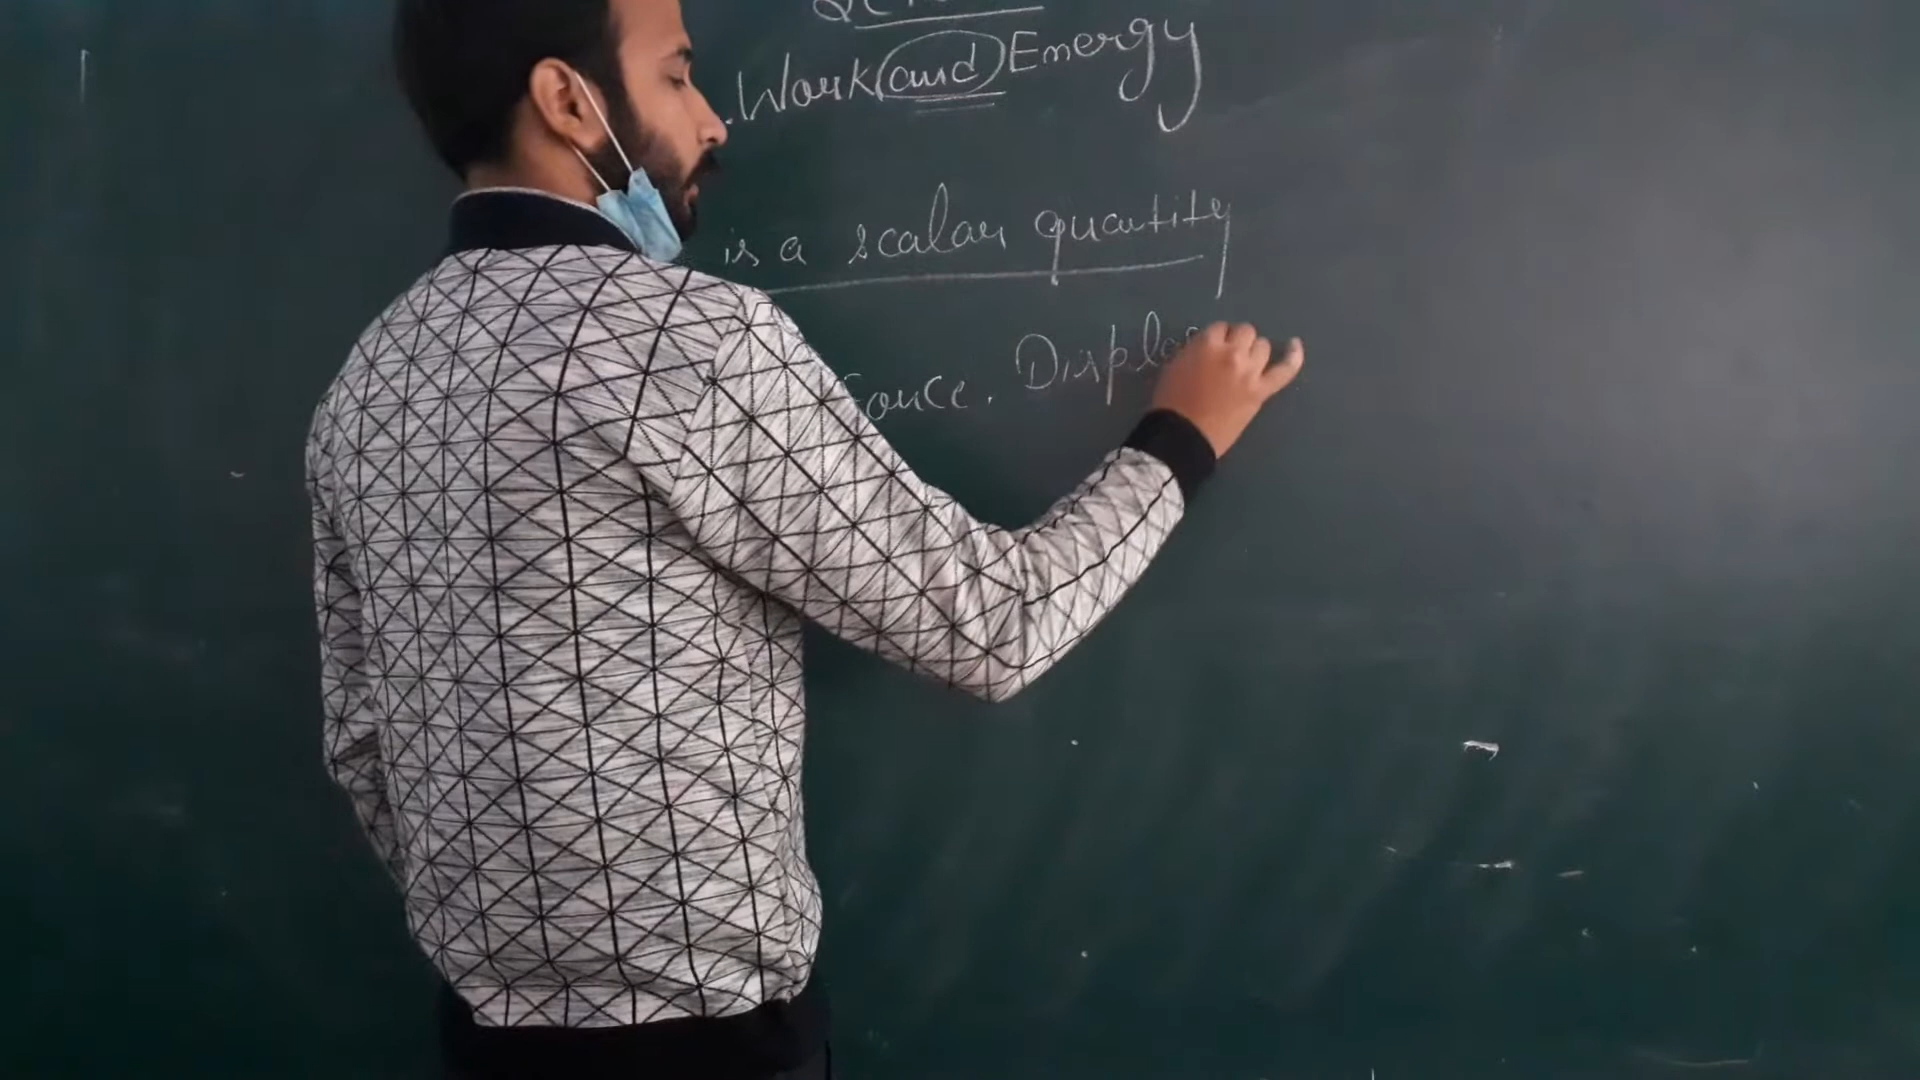 Work and Energy
is a scalar quantity
Force. Displa